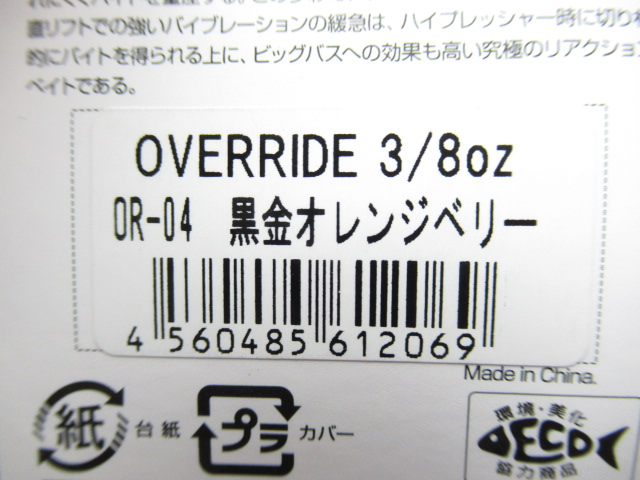 直リフトでの強いバイブレーションの緩急は、ハイプレッシャー時に切り
的にバイトを得られる上に、ビッグバスへの効果も高い究極のリアクション
ベイトである。
OVERRIDE 3/8oz
OR-04 黒金オレンジベリー
4 560485 612069
Made in China.
紙 台紙 プラ カバー
環境・美化
ECO
協力商品